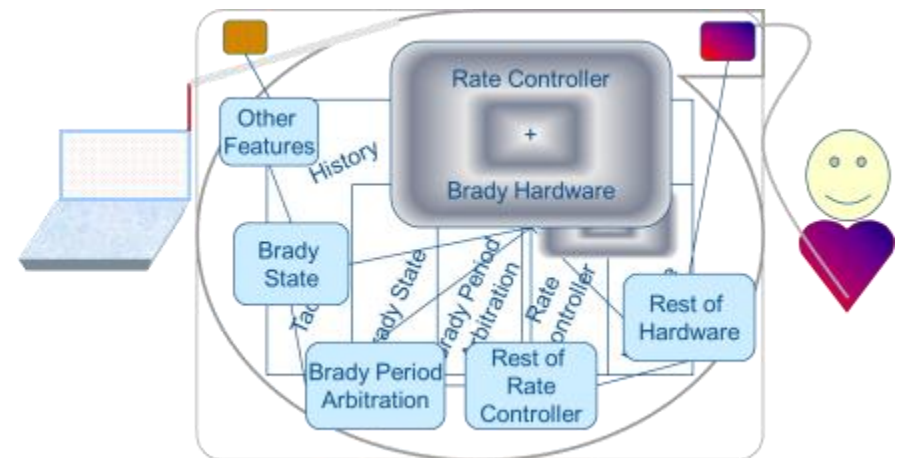 Rate Controller
+
Brady Hardware
Other
Features
History
Brady
State
Brady State
Brady Period
Arbitration
Rate
Controller
Rest of
Hardware
Brady Period
Arbitration
Rest of
Rate
Controller